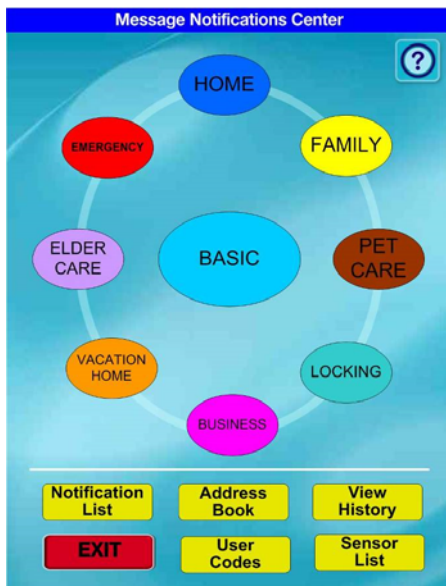 Message Notifications Center
?
HOME
EMERGENCY
FAMILY
ELDER
CARE
BASIC
PET
CARE
VACATION
HOME
LOCKING
BUSINESS
Notification
List
Address
Book
View
History
EXIT
User
Codes
Sensor
List